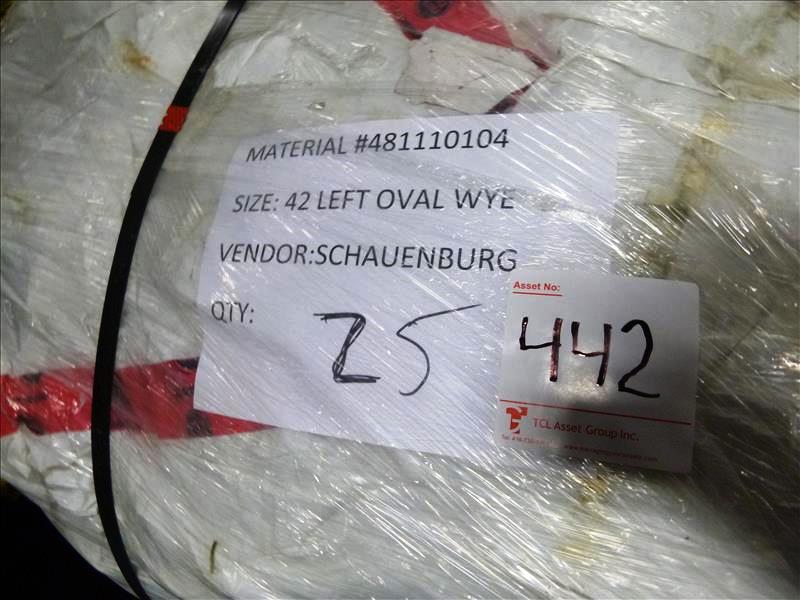 MATERIAL #481110104
SIZE: 42 LEFT OVAL WYE
VENDOR:SCHAUENBURG
QTY: 25
Asset No:
442
TCL Asset Group Inc.